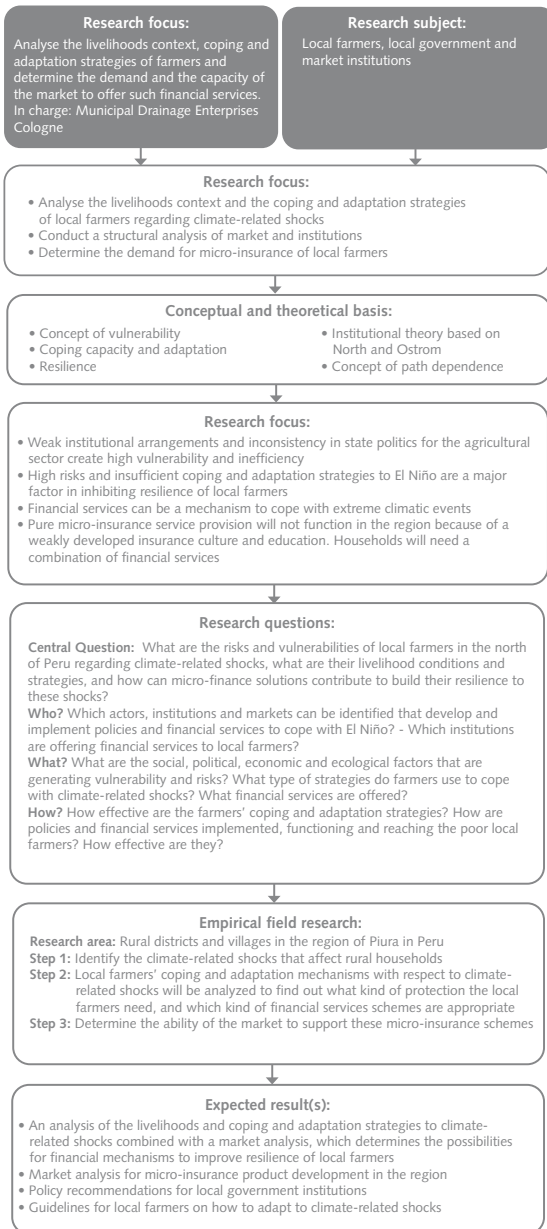 Research focus:
Analyse the livelihoods context, coping and
adaptation strategies of farmers and
determine the demand and the capacity of
the market to offer such financial services.
In charge: Municipal Drainage Enterprises
Cologne
Research subject:
Local farmers, local government and
market institutions
Research focus:
• Analyse the livelihoods context and the coping and adaptation strategies
of local farmers regarding climate-related shocks
• Conduct a structural analysis of market and institutions
• Determine the demand for micro-insurance of local farmers
Conceptual and theoretical basis:
• Concept of vulnerability
• Coping capacity and adaptation
• Resilience
• Institutional theory based on
North and Ostrom
• Concept of path dependence
Research focus:
• Weak institutional arrangements and inconsistency in state politics for the agricultural
sector create high vulnerability and inefficiency
• High risks and insufficient coping and adaptation strategies to El Niño are a major
factor in inhibiting resilience of local farmers
• Financial services can be a mechanism to cope with extreme climatic events
• Pure micro-insurance service provision will not function in the region because of a
weakly developed insurance culture and education. Households will need a
combination of financial services
Research questions:
Central Question: What are the risks and vulnerabilities of local farmers in the north
of Peru regarding climate-related shocks, what are their livelihood conditions and
strategies, and how can micro-finance solutions contribute to build their resilience to
these shocks?
Who? Which actors, institutions and markets can be identified that develop and
implement policies and financial services to cope with El Niño? - Which institutions
are offering financial services to local farmers?
What? What are the social, political, economic and ecological factors that are
generating vulnerability and risks? What type of strategies do farmers use to cope
with climate-related shocks? What financial services are offered?
How? How effective are the farmers’ coping and adaptation strategies? How are
policies and financial services implemented, functioning and reaching the poor local
farmers? How effective are they?
Empirical field research:
Research area: Rural districts and villages in the region of Piura in Peru
Step 1: Identify the climate-related shocks that affect rural households
Step 2: Local farmers’ coping and adaptation mechanisms with respect to climate-
related shocks will be analyzed to find out what kind of protection the local
farmers need, and which kind of financial services schemes are appropriate
Step 3: Determine the ability of the market to support these micro-insurance schemes
Expected result(s):
• An analysis of the livelihoods and coping and adaptation strategies to climate-
related shocks combined with a market analysis, which determines the possibilities
for financial mechanisms to improve resilience of local farmers
• Market analysis for micro-insurance product development in the region
• Policy recommendations for local government institutions
• Guidelines for local farmers on how to adapt to climate-related shocks